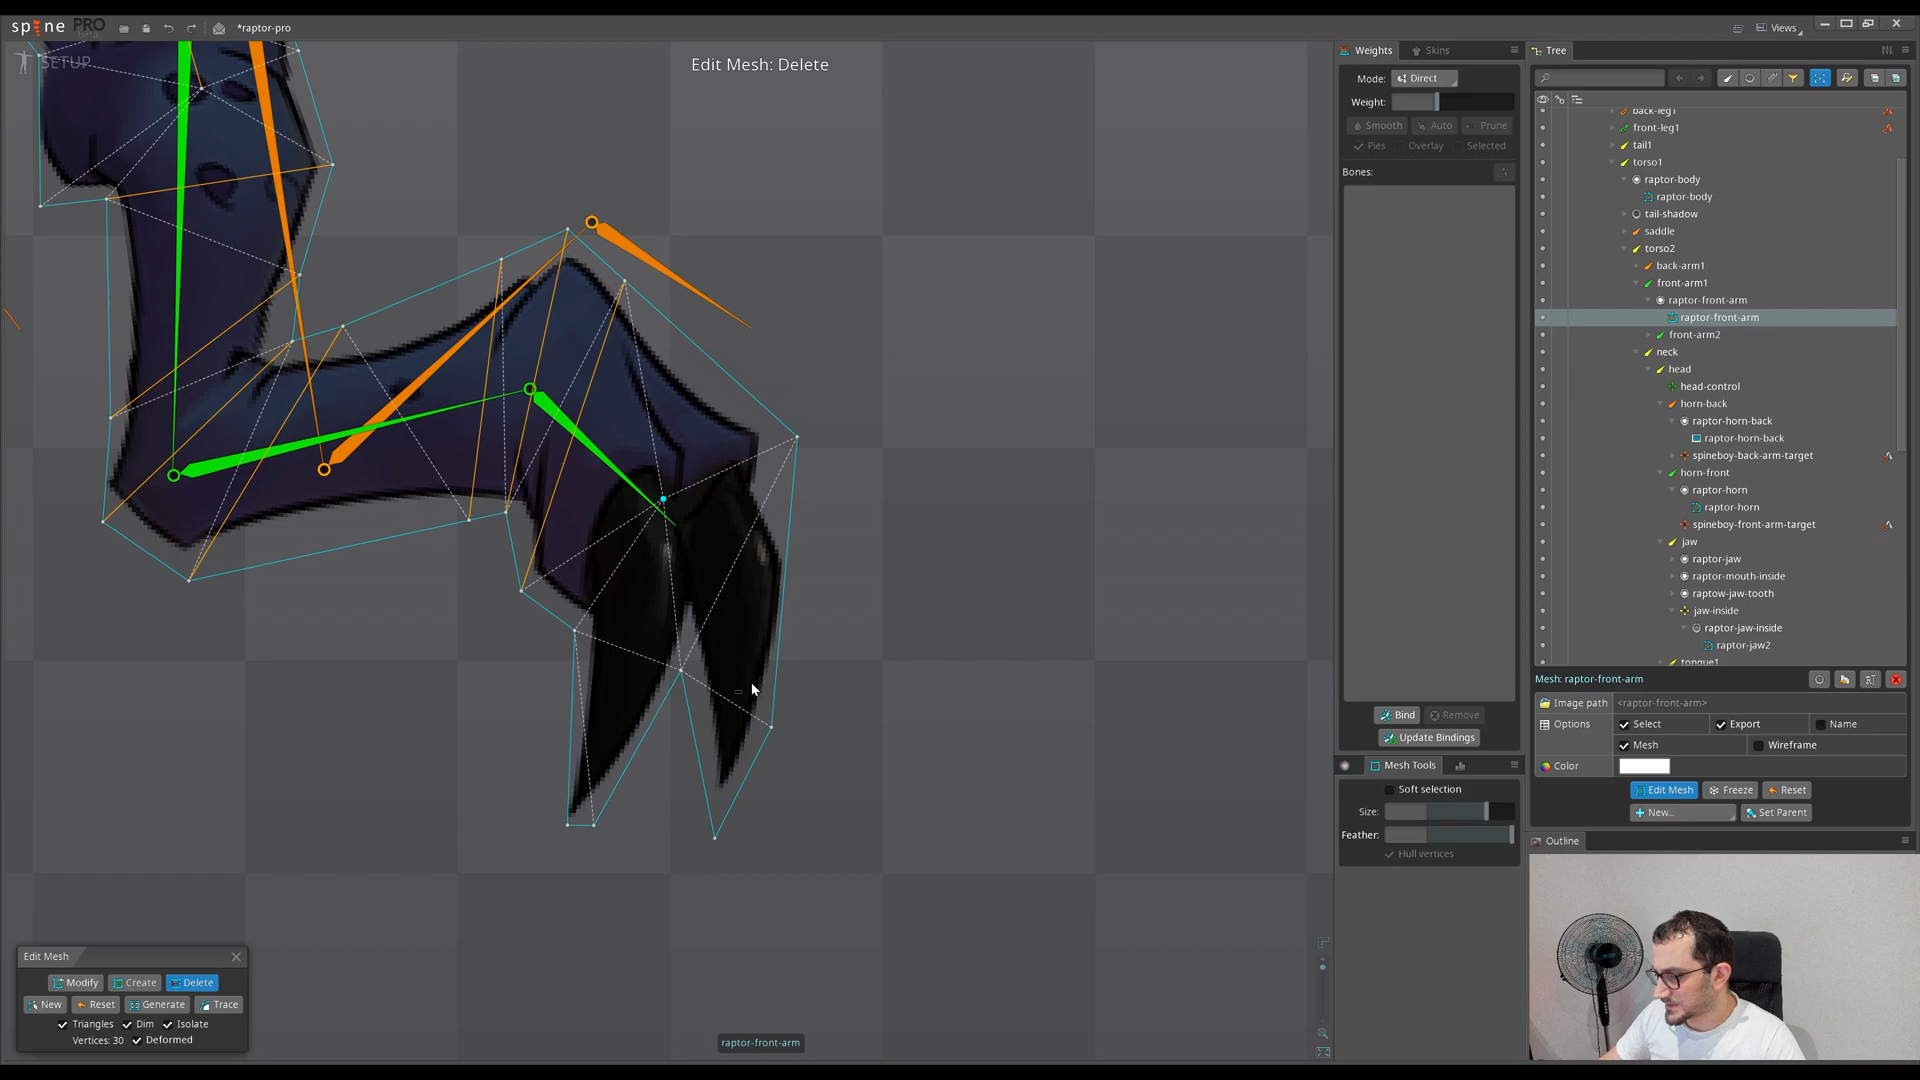 spine PRO
*raptor-pro
Views
SETUP
Edit Mesh: Delete
Weights
Skins
Mode:
Direct
Weight:
Smooth
Auto
Prune
Pies
Overlay
Selected
Bones:
Bind
Remove
Update Bindings
Mesh Tools
Soft selection
Size:
Feather:
Hull vertices
Tree
back-leg1
front-leg1
tail1
torso1
raptor-body
raptor-body
tail-shadow
saddle
torso2
back-arm1
front-arm1
raptor-front-arm
raptor-front-arm
front-arm2
neck
head
head-control
horn-back
raptor-horn-back
raptor-horn-back
spineboy-back-arm-target
horn-front
raptor-horn
raptor-horn
spineboy-front-arm-target
jaw
raptor-jaw
raptor-mouth-inside
raptow-jaw-tooth
jaw-inside
raptor-jaw-inside
raptor-jaw2
tongue1
Mesh: raptor-front-arm
Image path
<raptor-front-arm>
Options
Select
Export
Name
Mesh
Wireframe
Color
Edit Mesh
Freeze
Reset
New...
Set Parent
Outline
Edit Mesh
Modify
Create
Delete
New
Reset
Generate
Trace
Triangles
Dim
Isolate
Vertices: 30
Deformed
raptor-front-arm